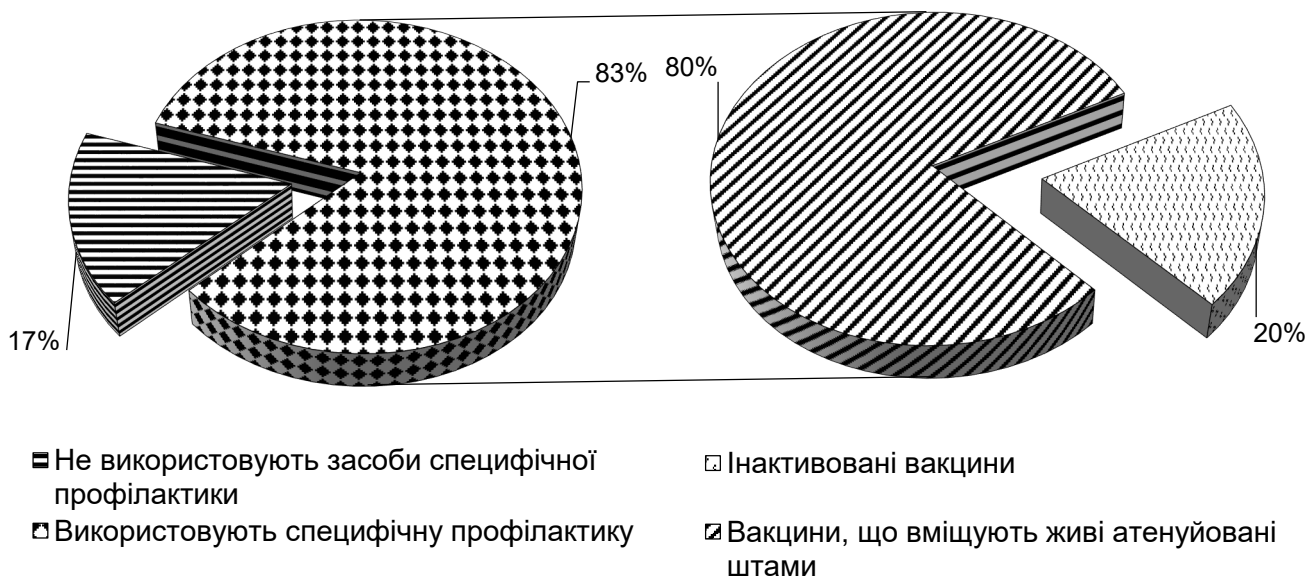 83%
80%
17%
20%
Не використовують засоби специфічної
профілактики
Використовують специфічну профілактику
Інактивовані вакцини
Вакцини, що вміщують живі атенуйовані
штами